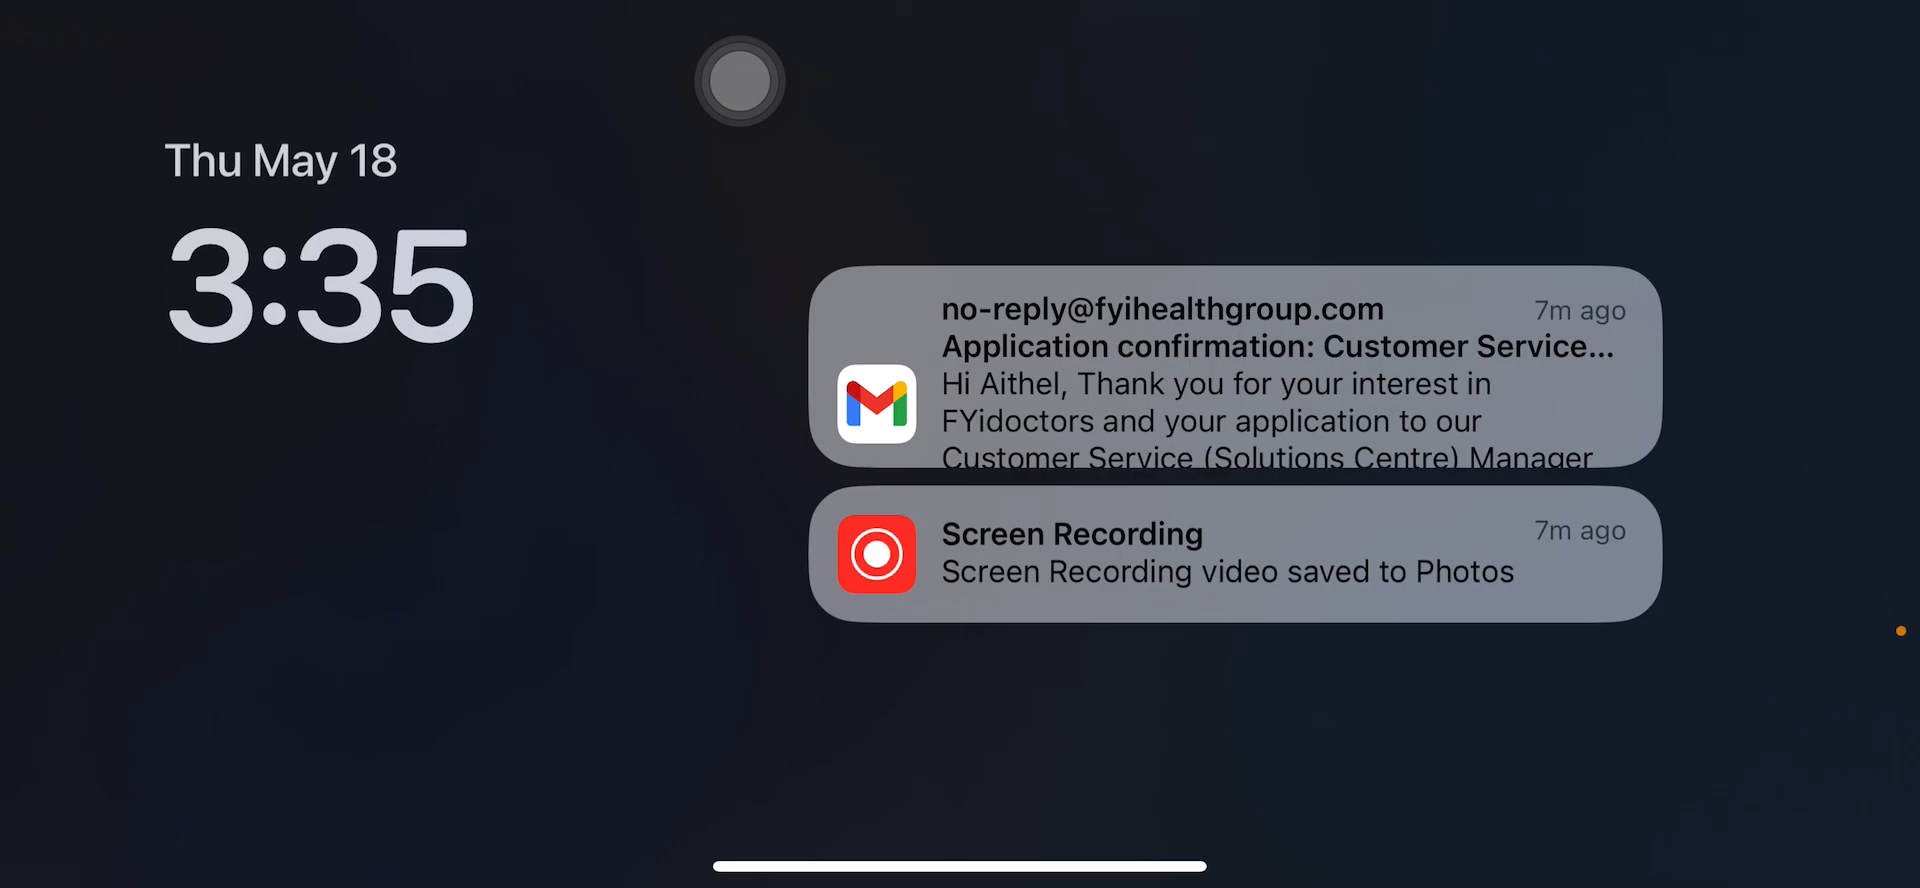 Thu May 18
3:35
no-reply@fyihealthgroup.com 7m ago
Application confirmation: Customer Service...
Hi Aithel, Thank you for your interest in
FYidoctors and your application to our
Customer Service (Solutions Centre) Manager
Screen Recording 7m ago
Screen Recording video saved to Photos